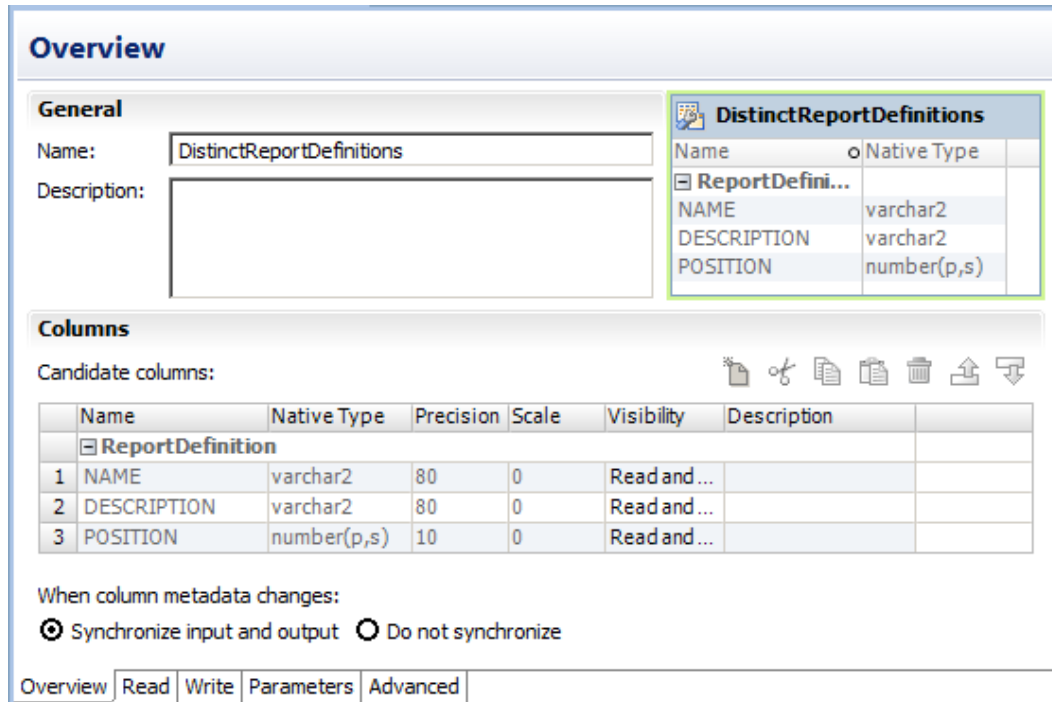 Overview
General
Name: DistinctReportDefinitions
Description:
DistinctReportDefinitions
Name Native Type
ReportDefini...
NAME varchar2
DESCRIPTION varchar2
POSITION number(p,s)
Columns
Candidate columns:
Name Native Type Precision Scale Visibility Description
ReportDefinition
1 NAME varchar2 80 0 Read and ...
2 DESCRIPTION varchar2 80 0 Read and ...
3 POSITION number(p,s) 10 0 Read and ...
When column metadata changes:
Synchronize input and output Do not synchronize
Overview Read Write Parameters Advanced